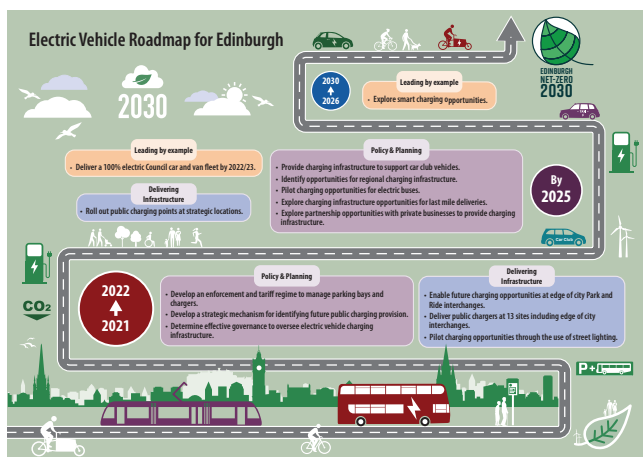 Electric Vehicle Roadmap for Edinburgh
2030
EDINBURGH
NET-ZERO
2030
2030
2026
Leading by example
• Explore smart charging opportunities.
Leading by example
• Deliver a 100% electric Council car and van fleet by 2022/23.
Delivering
Infrastructure
• Roll out public charging points at strategic locations.
Policy & Planning
• Provide charging infrastructure to support car club vehicles.
• Identify opportunities for regional charging infrastructure.
• Pilot charging opportunities for electric buses.
• Explore charging infrastructure opportunities for last mile deliveries.
• Explore partnership opportunities with private businesses to provide charging
infrastructure.
By
2025
Car Club
CO2
2022
2021
Policy & Planning
• Develop an enforcement and tariff regime to manage parking bays and
chargers.
• Develop a strategic mechanism for identifying future public charging provision.
• Determine effective governance to oversee electric vehicle charging
infrastructure.
Delivering
Infrastructure
• Enable future charging opportunities at edge of city Park and
Ride interchanges.
• Deliver public chargers at 13 sites including edge of city
interchanges.
• Pilot charging opportunities through the use of street lighting.
P+